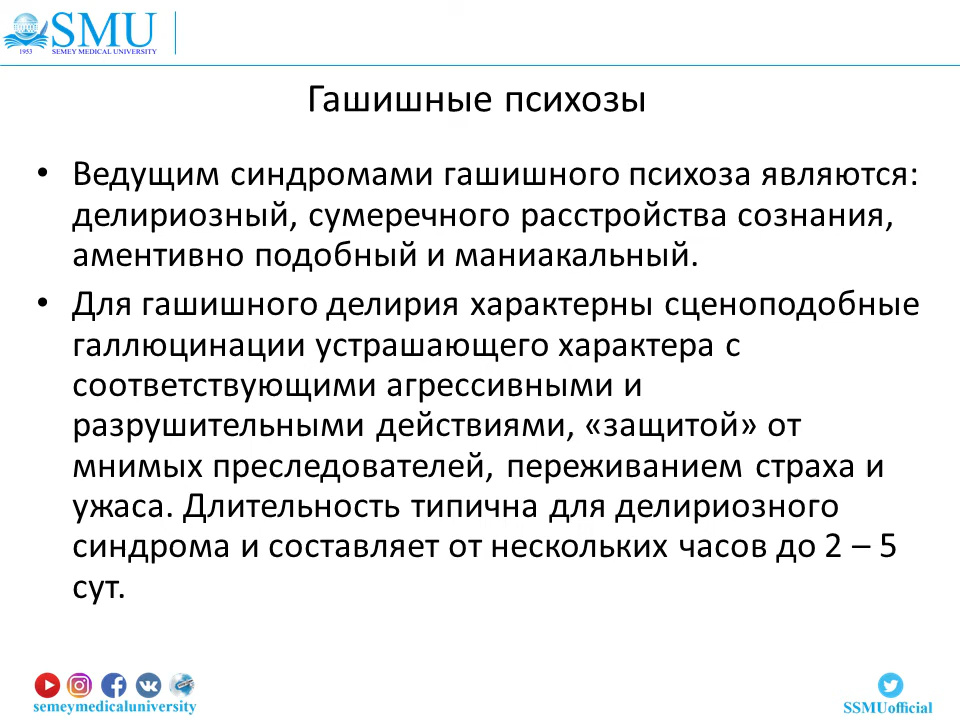 SMU
1953 SEMEY MEDICAL UNIVERSITY
Гашишные психозы
• Ведущим синдромами гашишного психоза являются:
делириозный, сумеречного расстройства сознания,
аментивно подобный и маниакальный.
• Для гашишного делирия характерны сценоподобные
галлюцинации устрашающего характера с
соответствующими агрессивными и
разрушительными действиями, «защитой» от
мнимых преследователей, переживанием страха и
ужаса. Длительность типична для делириозного
синдрома и составляет от нескольких часов до 2 – 5
сут.
semeymedicaluniversity
SSMUofficial